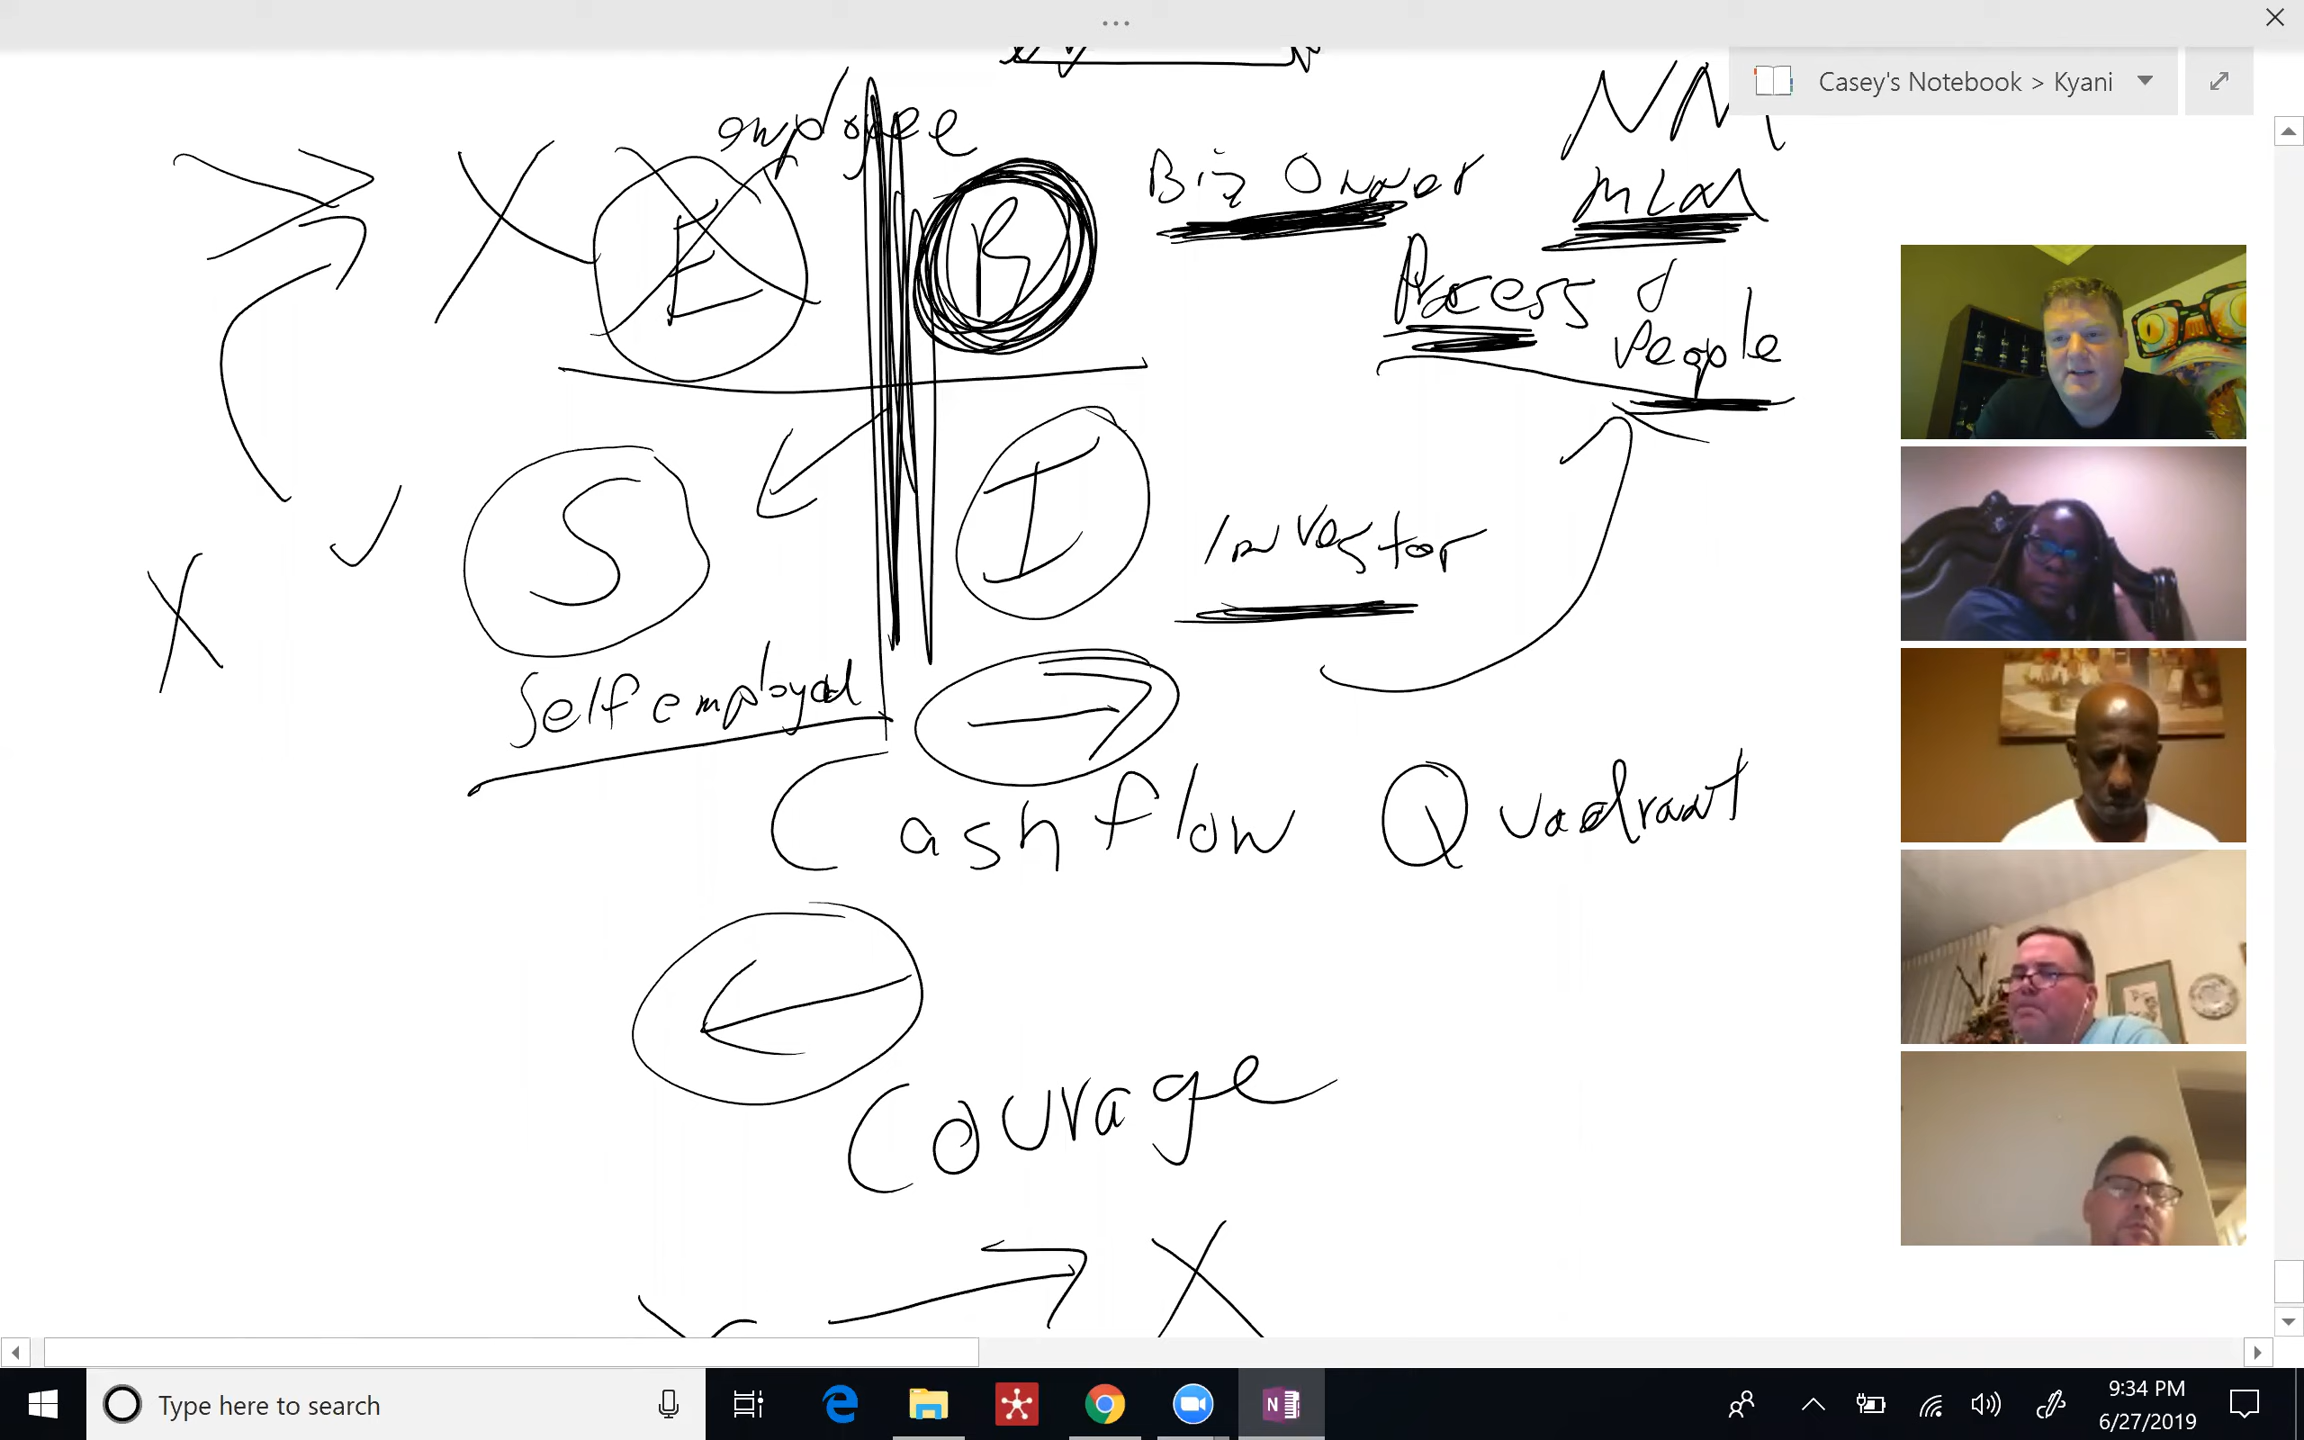 ...
Casey's Notebook > Kyani
employee
NM
Biz Owner
MLM
E
B
Process &
People
S
I
Investor
Self employed
Cashflow Quadrant
Courage
X
Type here to search
9:34 PM
6/27/2019